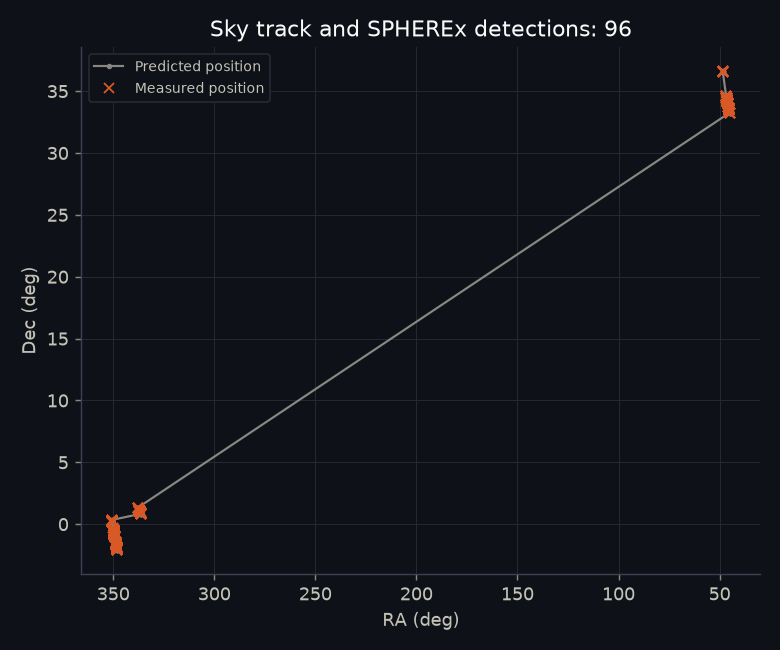 Sky track and SPHEREx detections: 96
Predicted position
Measured position
Dec (deg)
35
30
25
20
15
10
5
0
350 300 250 200 150 100 50
RA (deg)